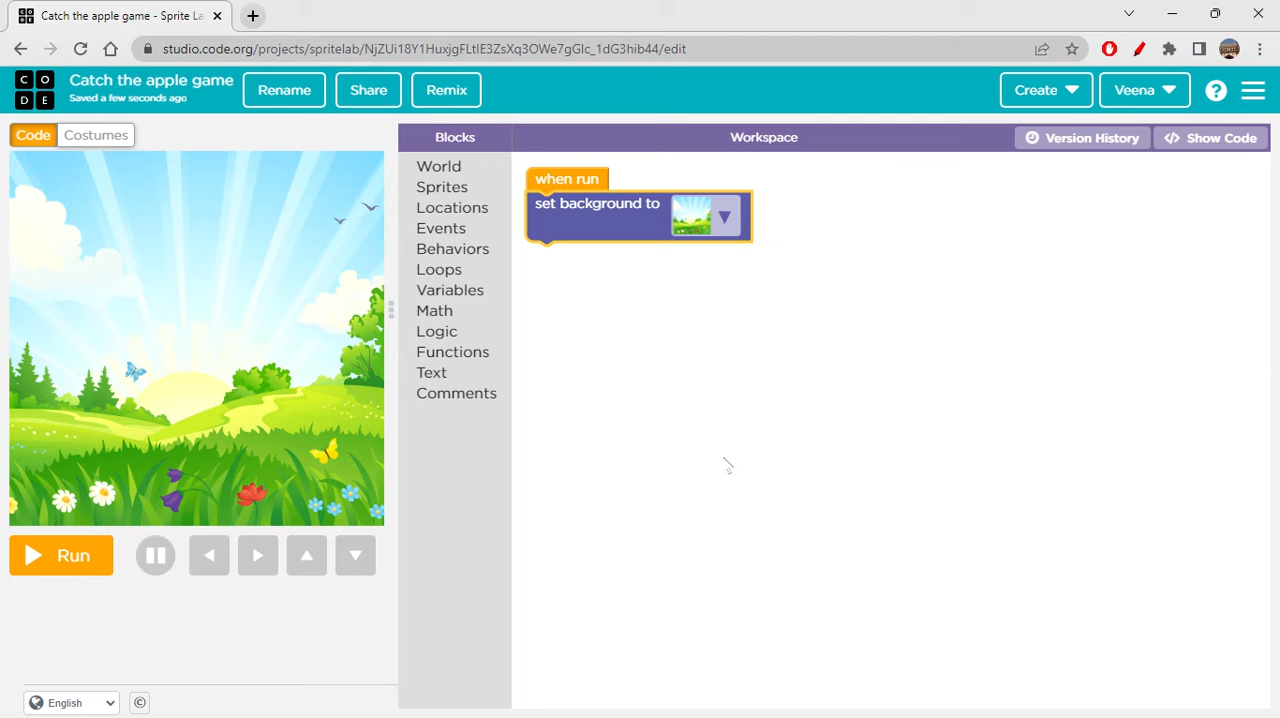 Catch the apple game - Sprite La
studio.code.org/projects/spritelab/NjZUi18Y1HuxjgFLtIE3ZsXq3OWe7gGlc_1dG3hib44/edit
C O D E
Catch the apple game
Saved a few seconds ago
Rename
Share
Remix
Create
Veena
?
Code
Costumes
Blocks
Workspace
Version History
Show Code
World
Sprites
Locations
Events
Behaviors
Loops
Variables
Math
Logic
Functions
Text
Comments
when run
set background to
Run
English
©